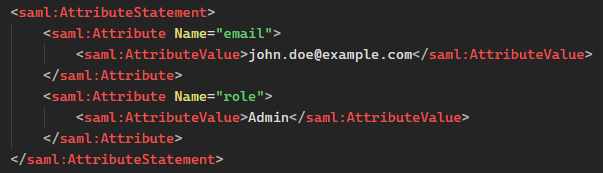 <saml:AttributeStatement>
    <saml:Attribute Name="email">
        <saml:AttributeValue>john.doe@example.com</saml:AttributeValue>
    </saml:Attribute>
    <saml:Attribute Name="role">
        <saml:AttributeValue>Admin</saml:AttributeValue>
    </saml:Attribute>
</saml:AttributeStatement>